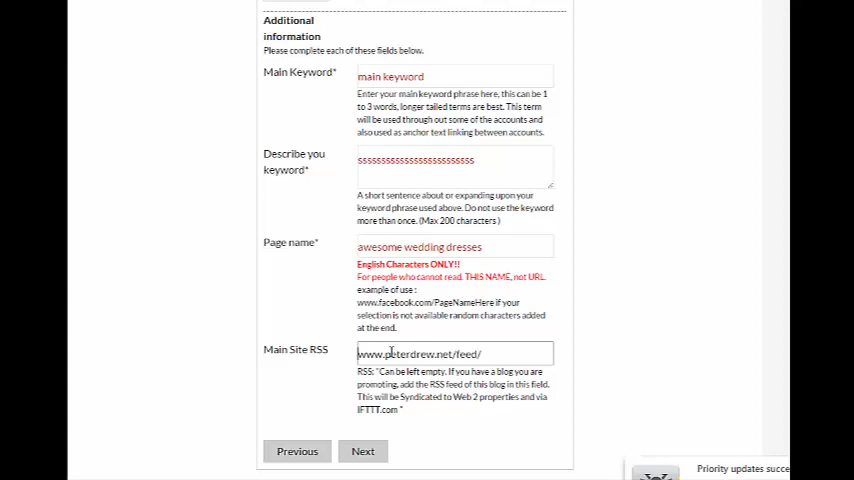 Additional
information
Please complete each of these fields below.
Main Keyword*
main keyword
Enter your main keyword phrase here, this can be 1
to 3 words, longer tailed terms are best. This term
will be used through out some of the accounts and
also used as anchor text linking between accounts.
Describe you
keyword*
sssssssssssssssssssssssss
A short sentence about or expanding upon your
keyword phrase used above. Do not use the keyword
more than once. (Max 200 characters )
Page name*
awesome wedding dresses
English Characters ONLY!!
For people who cannot read. THIS NAME, not URL.
example of use :
www.facebook.com/PageNameHere if your
selection is not available random characters added
at the end.
Main Site RSS
www.peterdrew.net/feed/
RSS: "Can be left empty. If you have a blog you are
promoting, add the RSS feed of this blog in this field.
This will be Syndicated to Web 2 properties and via
IFTTT.com "
Previous
Next
Priority updates succe